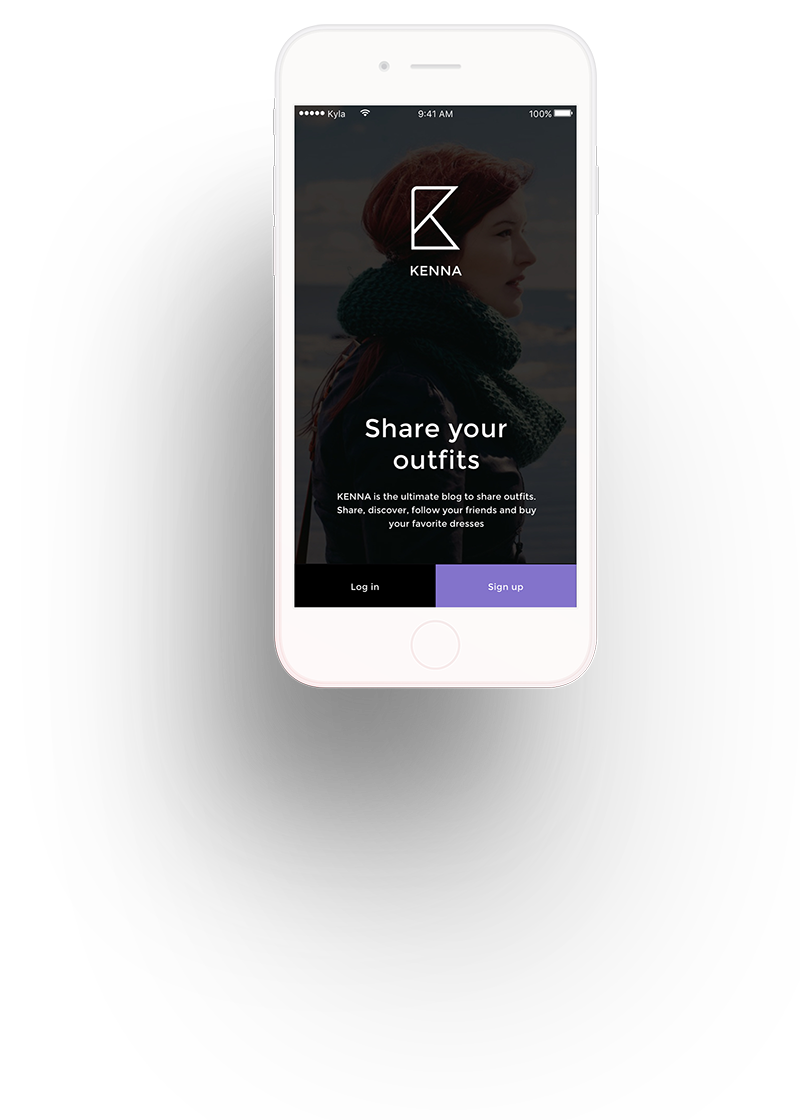 Kyla 9:41 AM 100%
KENNA
Share your
outfits
KENNA is the ultimate blog to share outfits.
Share, discover, follow your friends and buy
your favorite dresses
Log in Sign up